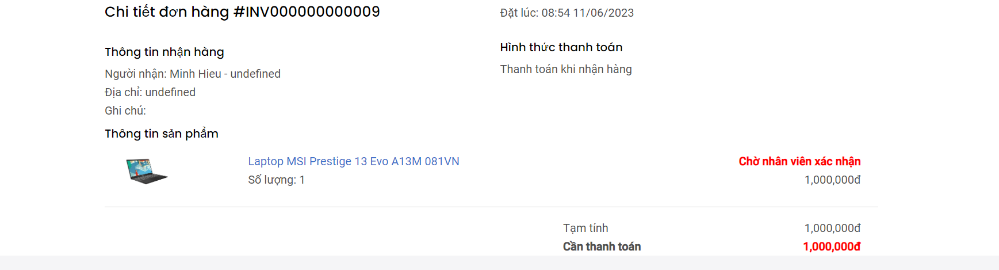 Chi tiết đơn hàng #INV000000000009
Đặt lúc: 08:54 11/06/2023
Thông tin nhận hàng
Người nhận: Minh Hieu - undefined
Địa chỉ: undefined
Ghi chú:
Hình thức thanh toán
Thanh toán khi nhận hàng
Thông tin sản phẩm
Laptop MSI Prestige 13 Evo A13M 081VN
Số lượng: 1
Chờ nhân viên xác nhận
1,000,000đ
Tạm tính 1,000,000đ
Cần thanh toán 1,000,000đ